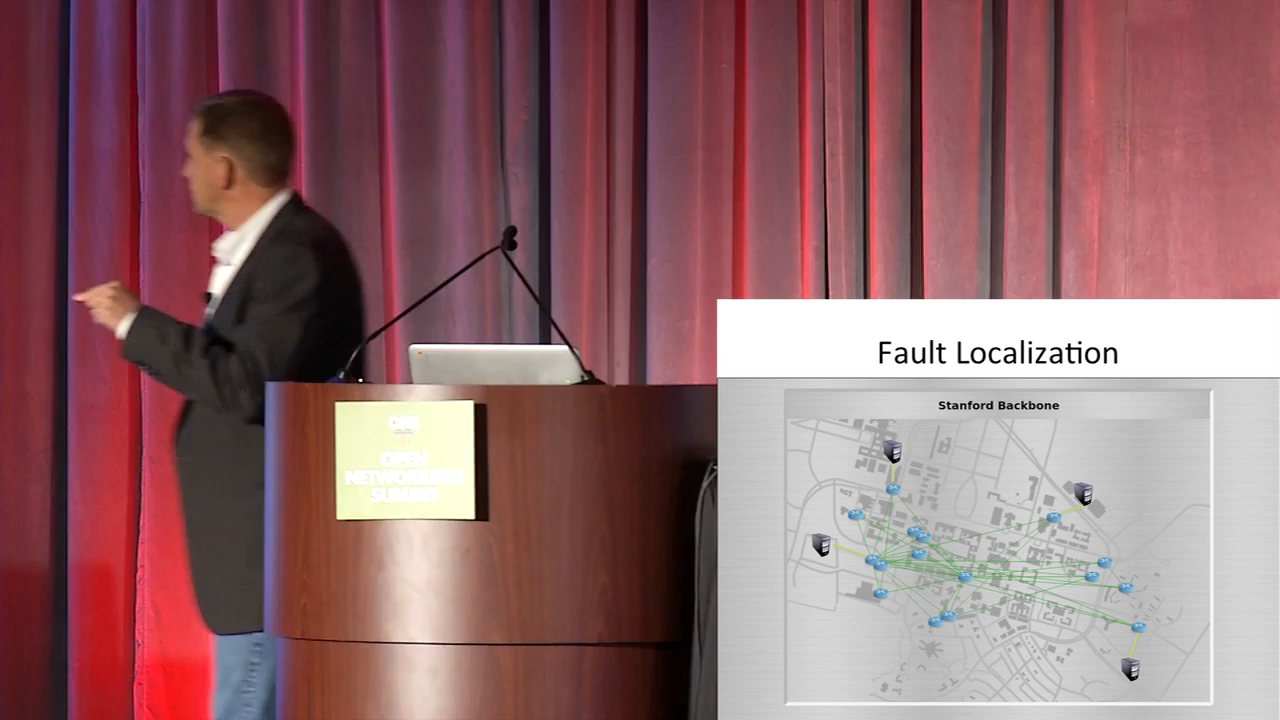 OPEN
NETWORKING
SUMMIT
Fault Localization
Stanford Backbone